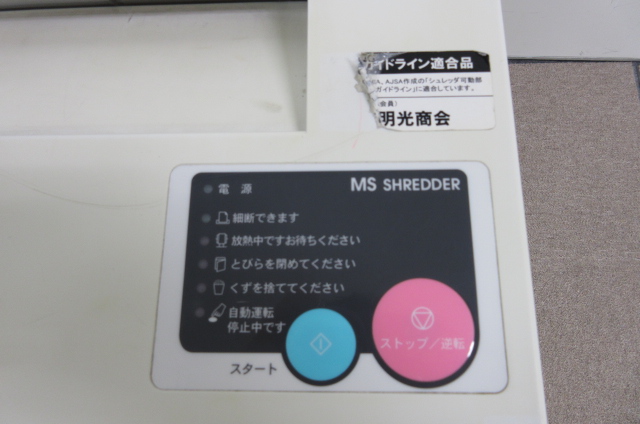 ガイドライン適合品
AJSA作成の「シュレッダ可動部
ガイドライン」に適合しています。
(会員)
明光商会
電源
MS SHREDDER
細断できます
放熱中ですお待ちください
とびらを閉めてください
くずを捨ててください
自動運転
停止中です
ストップ/逆転
スタート